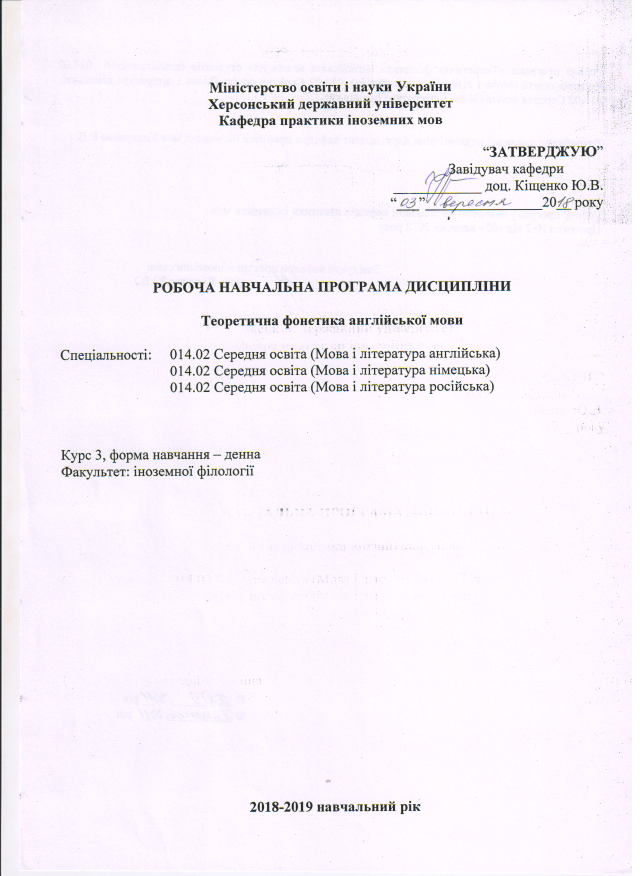 Міністерство освіти і науки України
Херсонський державний університет
Кафедра практики іноземних мов
“ЗАТВЕРДЖУЮ”
Завідувач кафедри
______________ доц. Кіщенко Ю.В.
“ 03 ” вересня 2018 року
РОБОЧА НАВЧАЛЬНА ПРОГРАМА ДИСЦИПЛІНИ
Теоретична фонетика англійської мови
Спеціальності: 014.02 Середня освіта (Мова і література англійська)
014.02 Середня освіта (Мова і література німецька)
014.02 Середня освіта (Мова і література російська)
Курс 3, форма навчання – денна
Факультет: іноземної філології
2018-2019 навчальний рік